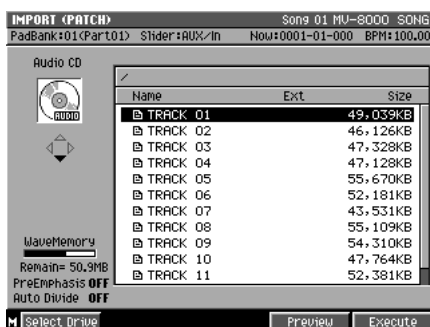 IMPORT (PATCH) Song 01 MV-8000 SONG
PadBank:01(Part01) Slider:AUX/In Now:0001-01-000 BPM:100.00
Audio CD
AUDIO
/
Name Ext Size
TRACK 01 49,039KB
TRACK 02 46,126KB
TRACK 03 47,328KB
TRACK 04 47,128KB
TRACK 05 55,670KB
TRACK 06 52,181KB
TRACK 07 43,531KB
TRACK 08 55,109KB
TRACK 09 54,310KB
TRACK 10 47,764KB
TRACK 11 52,381KB
WaveMemory
Remain= 50.9MB
PreEmphasis OFF
Auto Divide OFF
M Select Drive Preview Execute